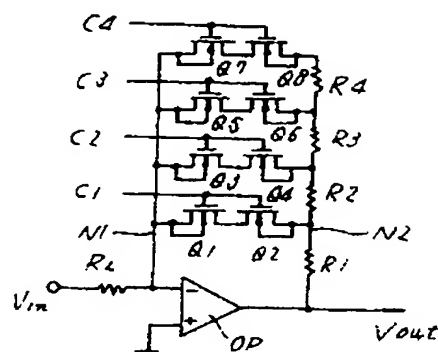 C4
Q7 Q8 R4
C3
Q5 Q6 R3
C2
Q3 Q4 R2
C1
N1 Q1 Q2 N2
RL R1
Vin
− +
OP Vout